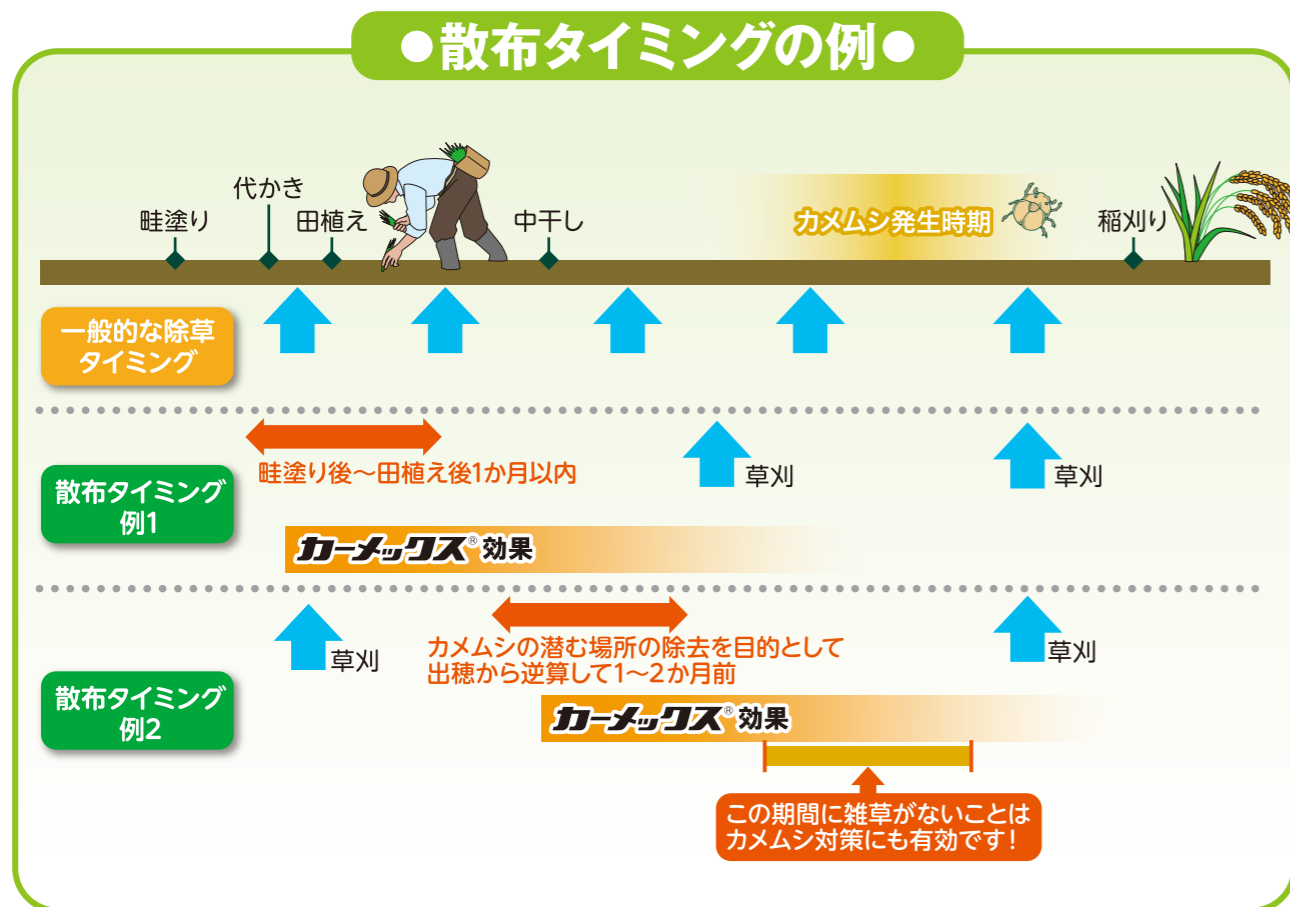 ●散布タイミングの例●
畦塗り
代かき
田植え
中干し
カメムシ発生時期
稲刈り
一般的な除草
タイミング
散布タイミング
例1
畦塗り後～田植え後1か月以内
草刈
草刈
カーメックス®効果
散布タイミング
例2
草刈
カメムシの潜む場所の除去を目的として
出穂から逆算して1～2か月前
草刈
カーメックス®効果
この期間に雑草がないことは
カメムシ対策にも有効です！